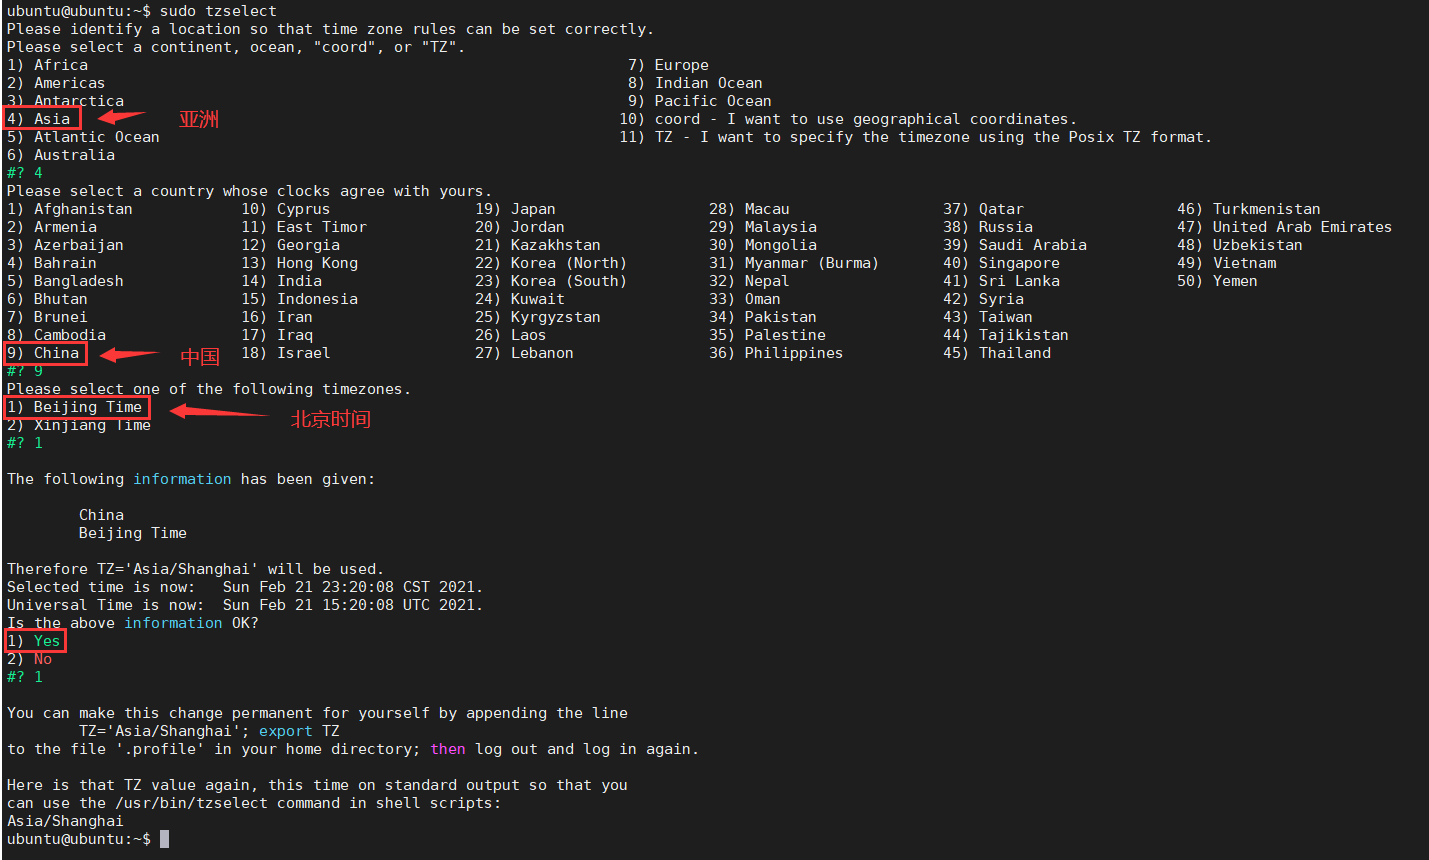 ubuntu@ubuntu:~$ sudo tzselect
Please identify a location so that time zone rules can be set correctly.
Please select a continent, ocean, "coord", or "TZ".
1) Africa 7) Europe
2) Americas 8) Indian Ocean
3) Antarctica 9) Pacific Ocean
4) Asia 亚洲 10) coord - I want to use geographical coordinates.
5) Atlantic Ocean 11) TZ - I want to specify the timezone using the Posix TZ format.
6) Australia
#? 4
Please select a country whose clocks agree with yours.
1) Afghanistan 10) Cyprus 19) Japan 28) Macau 37) Qatar 46) Turkmenistan
2) Armenia 11) East Timor 20) Jordan 29) Malaysia 38) Russia 47) United Arab Emirates
3) Azerbaijan 12) Georgia 21) Kazakhstan 30) Mongolia 39) Saudi Arabia 48) Uzbekistan
4) Bahrain 13) Hong Kong 22) Korea (North) 31) Myanmar (Burma) 40) Singapore 49) Vietnam
5) Bangladesh 14) India 23) Korea (South) 32) Nepal 41) Sri Lanka 50) Yemen
6) Bhutan 15) Indonesia 24) Kuwait 33) Oman 42) Syria
7) Brunei 16) Iran 25) Kyrgyzstan 34) Pakistan 43) Taiwan
8) Cambodia 17) Iraq 26) Laos 35) Palestine 44) Tajikistan
9) China 中国 18) Israel 27) Lebanon 36) Philippines 45) Thailand
#? 9
Please select one of the following timezones.
1) Beijing Time 北京时间
2) Xinjiang Time
#? 1
The following information has been given:
China
Beijing Time
Therefore TZ='Asia/Shanghai' will be used.
Selected time is now: Sun Feb 21 23:20:08 CST 2021.
Universal Time is now: Sun Feb 21 15:20:08 UTC 2021.
Is the above information OK?
1) Yes
2) No
#? 1
You can make this change permanent for yourself by appending the line
TZ='Asia/Shanghai'; export TZ
to the file '.profile' in your home directory; then log out and log in again.
Here is that TZ value again, this time on standard output so that you
can use the /usr/bin/tzselect command in shell scripts:
Asia/Shanghai
ubuntu@ubuntu:~$